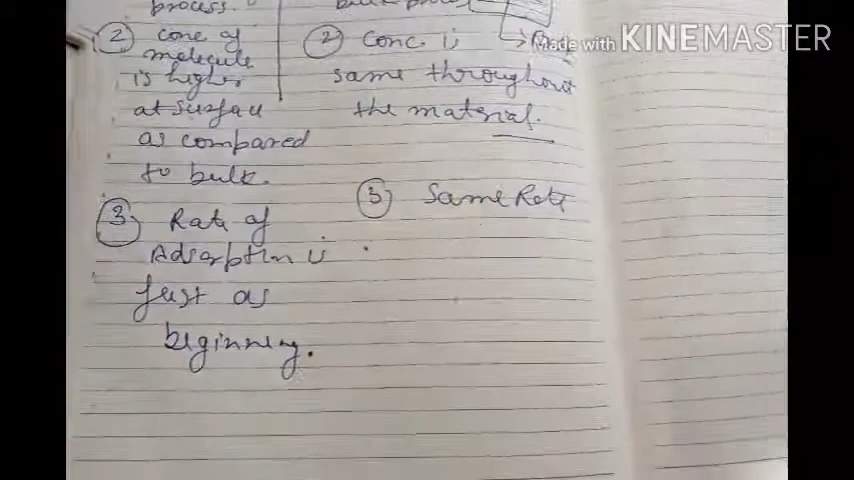 process.
② conc of
molecule
is higher
at surface
as compared
to bulk.
③ Rate of
Adsorption is
fast as
beginning.
② Conc. is
same throughout
the material.
③ Same Rate
Made with KINEMASTER